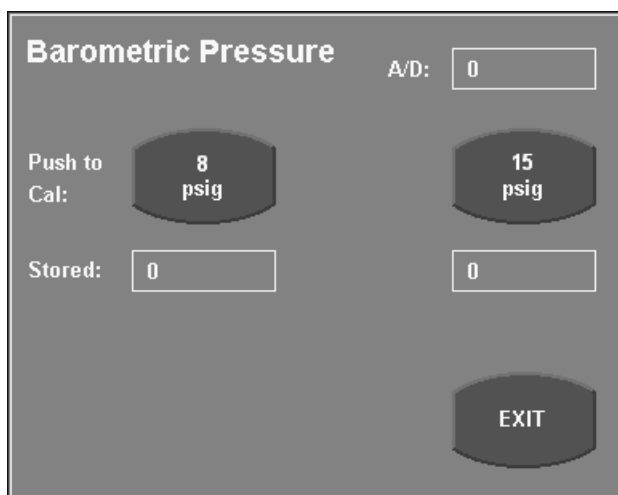 Barometric Pressure
A/D: 0
Push to
Cal:
8
psig
15
psig
Stored: 0 0
EXIT